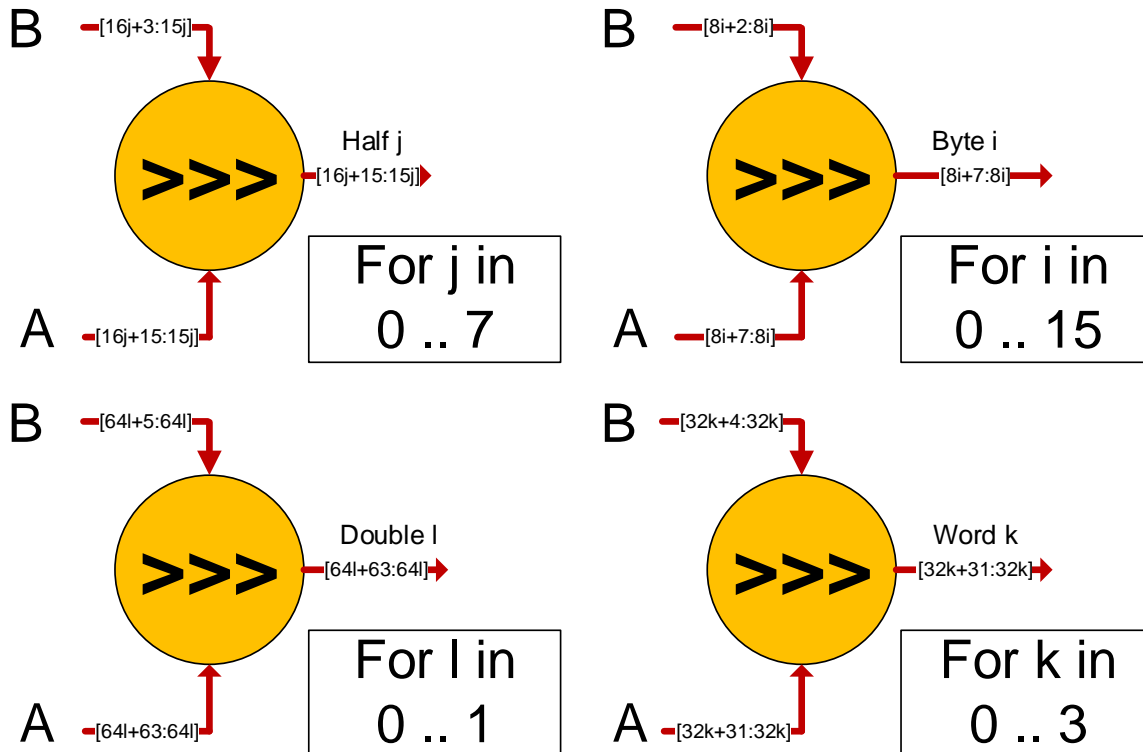 B
[16j+3:15j]
>>>
Half j
[16j+15:15j]
A
[16j+15:15j]
For j in
0 .. 7
B
[8i+2:8i]
>>>
Byte i
[8i+7:8i]
A
[8i+7:8i]
For i in
0 .. 15
B
[64l+5:64l]
>>>
Double l
[64l+63:64l]
A
[64l+63:64l]
For l in
0 .. 1
B
[32k+4:32k]
>>>
Word k
[32k+31:32k]
A
[32k+31:32k]
For k in
0 .. 3